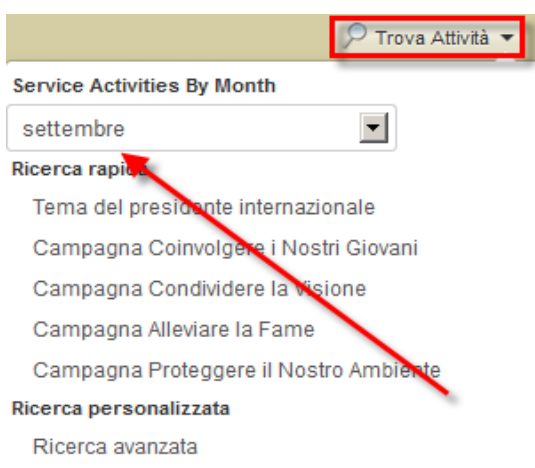 Trova Attività
Service Activities By Month
settembre
Ricerca rapida
Tema del presidente internazionale
Campagna Coinvolgere i Nostri Giovani
Campagna Condividere la Visione
Campagna Alleviare la Fame
Campagna Proteggere il Nostro Ambiente
Ricerca personalizzata
Ricerca avanzata